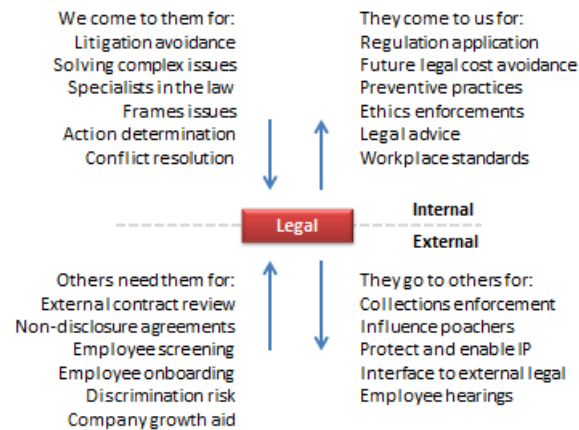 We come to them for:
Litigation avoidance
Solving complex issues
Specialists in the law
Frames issues
Action determination
Conflict resolution
They come to us for:
Regulation application
Future legal cost avoidance
Preventive practices
Ethics enforcements
Legal advice
Workplace standards
Legal
Internal
External
Others need them for:
External contract review
Non-disclosure agreements
Employee screening
Employee onboarding
Discrimination risk
Company growth aid
They go to others for:
Collections enforcement
Influence poachers
Protect and enable IP
Interface to external legal
Employee hearings